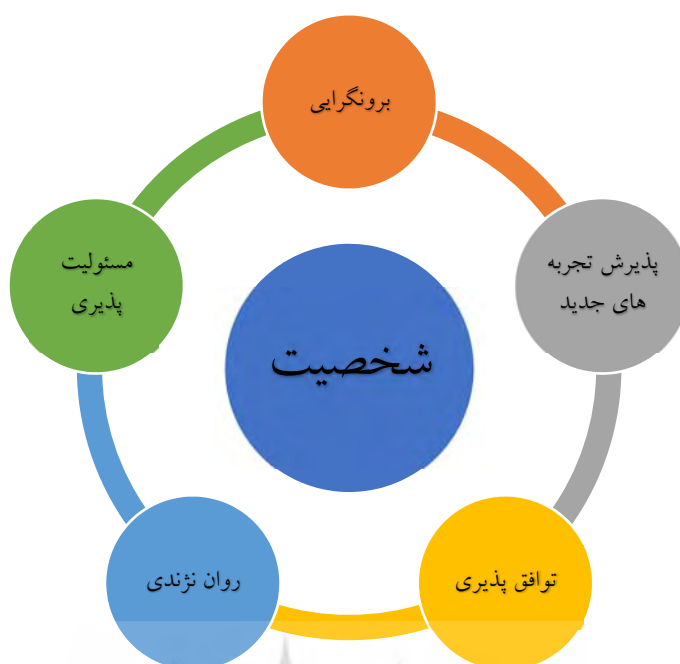 برونگرایی
پذیرش تجربه
های جدید
مسئولیت
پذیری
شخصیت
توافق پذیری
روان نژندی